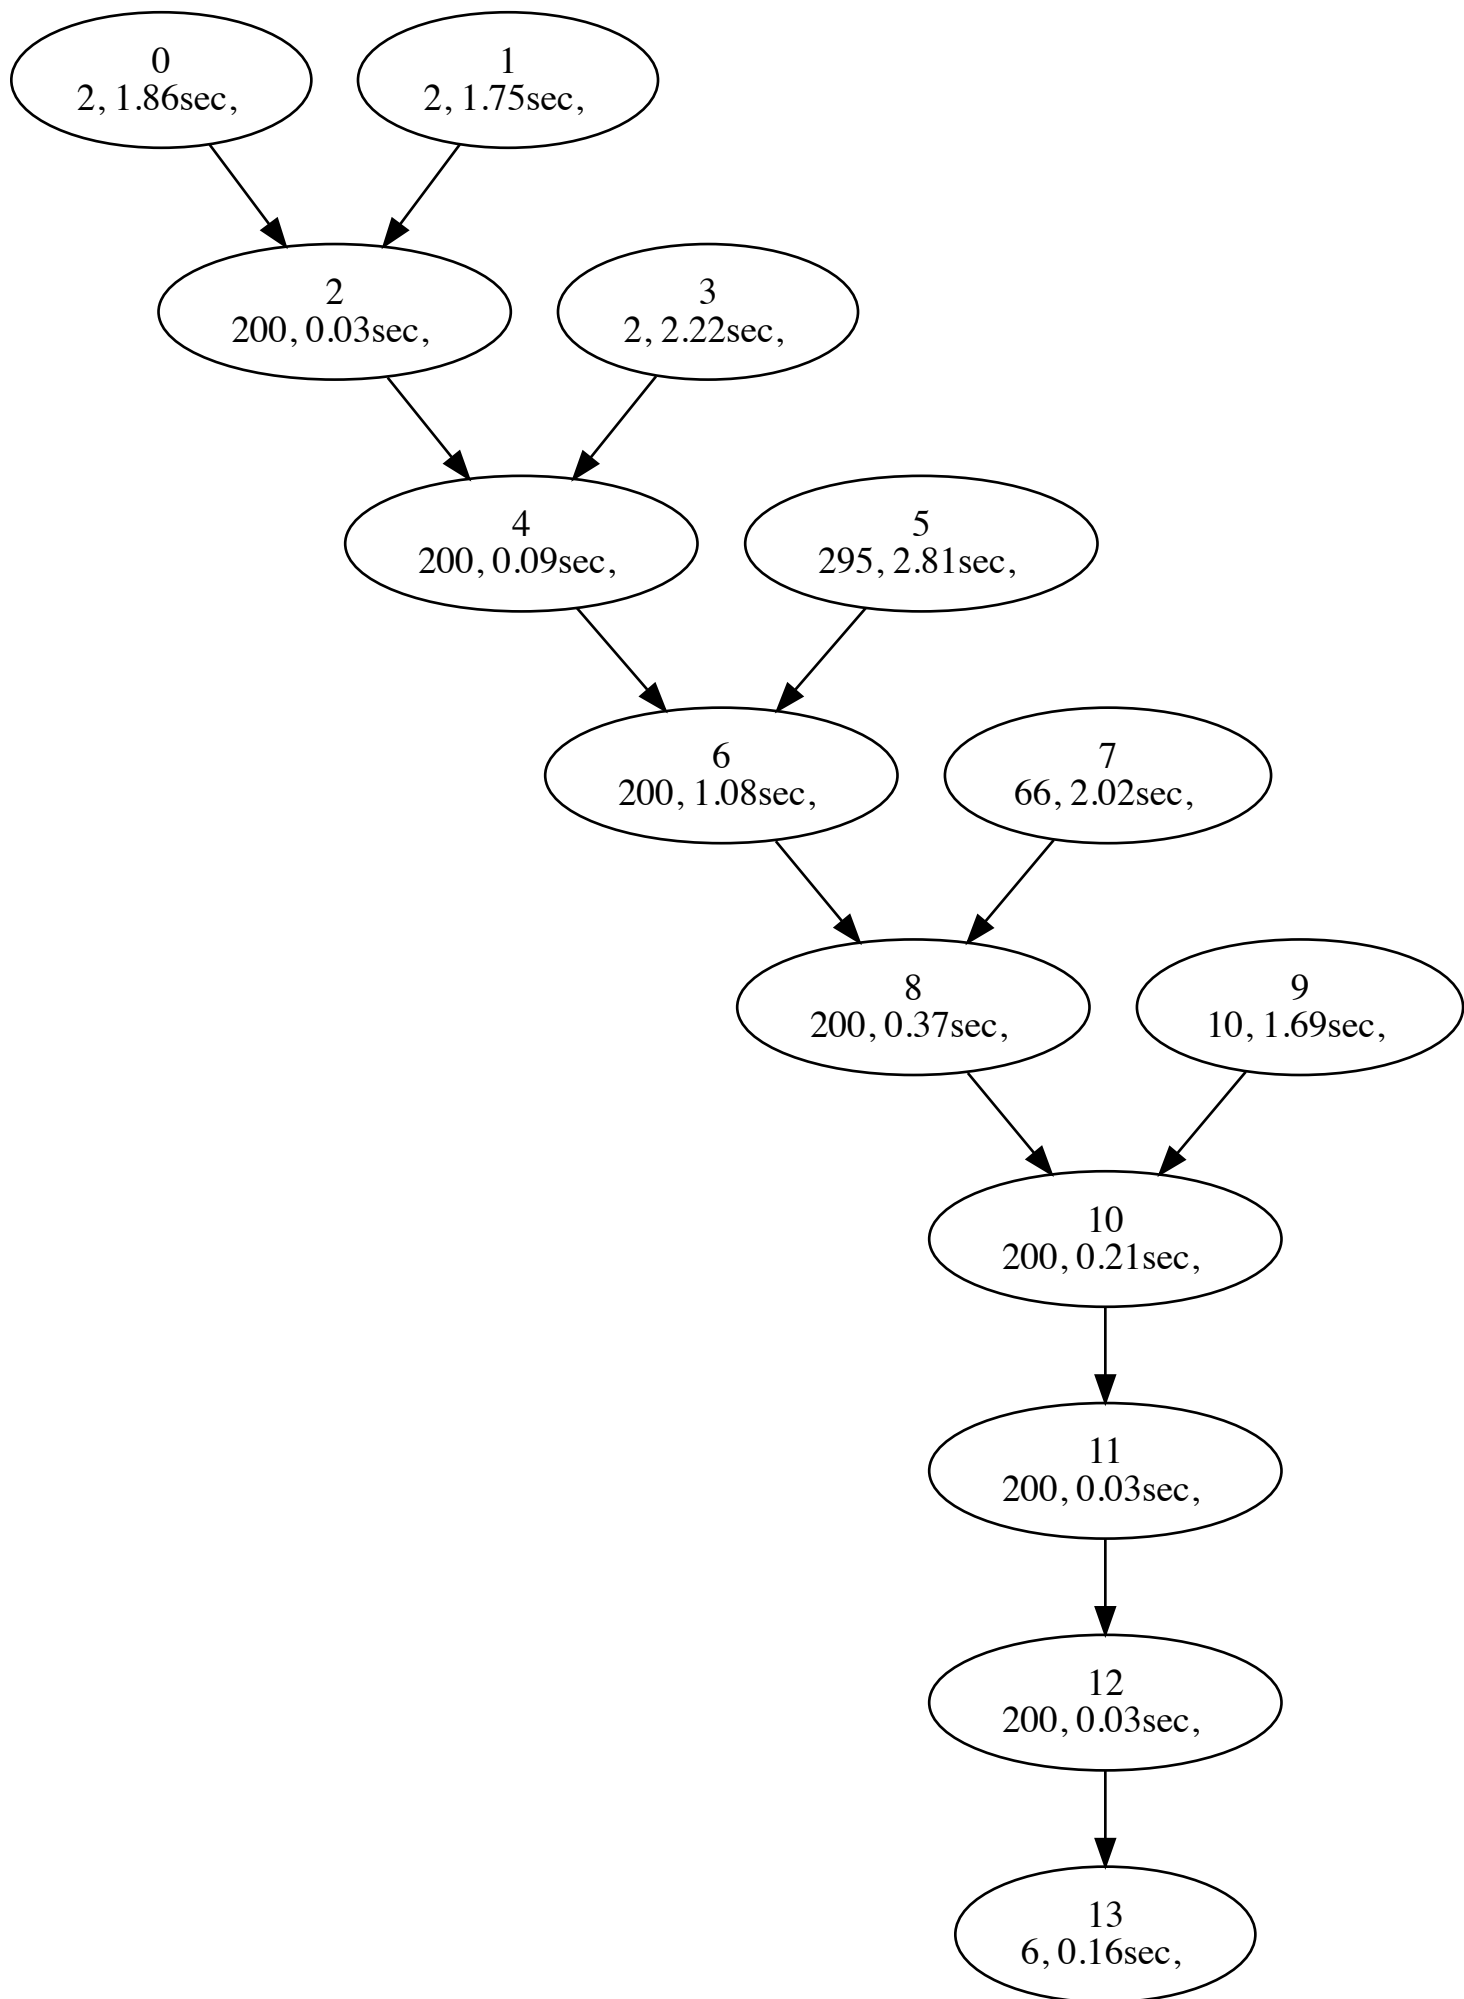 0
2, 1.86sec,
1
2, 1.75sec,
2
200, 0.03sec,
3
2, 2.22sec,
4
200, 0.09sec,
5
295, 2.81sec,
6
200, 1.08sec,
7
66, 2.02sec,
8
200, 0.37sec,
9
10, 1.69sec,
10
200, 0.21sec,
11
200, 0.03sec,
12
200, 0.03sec,
13
6, 0.16sec,